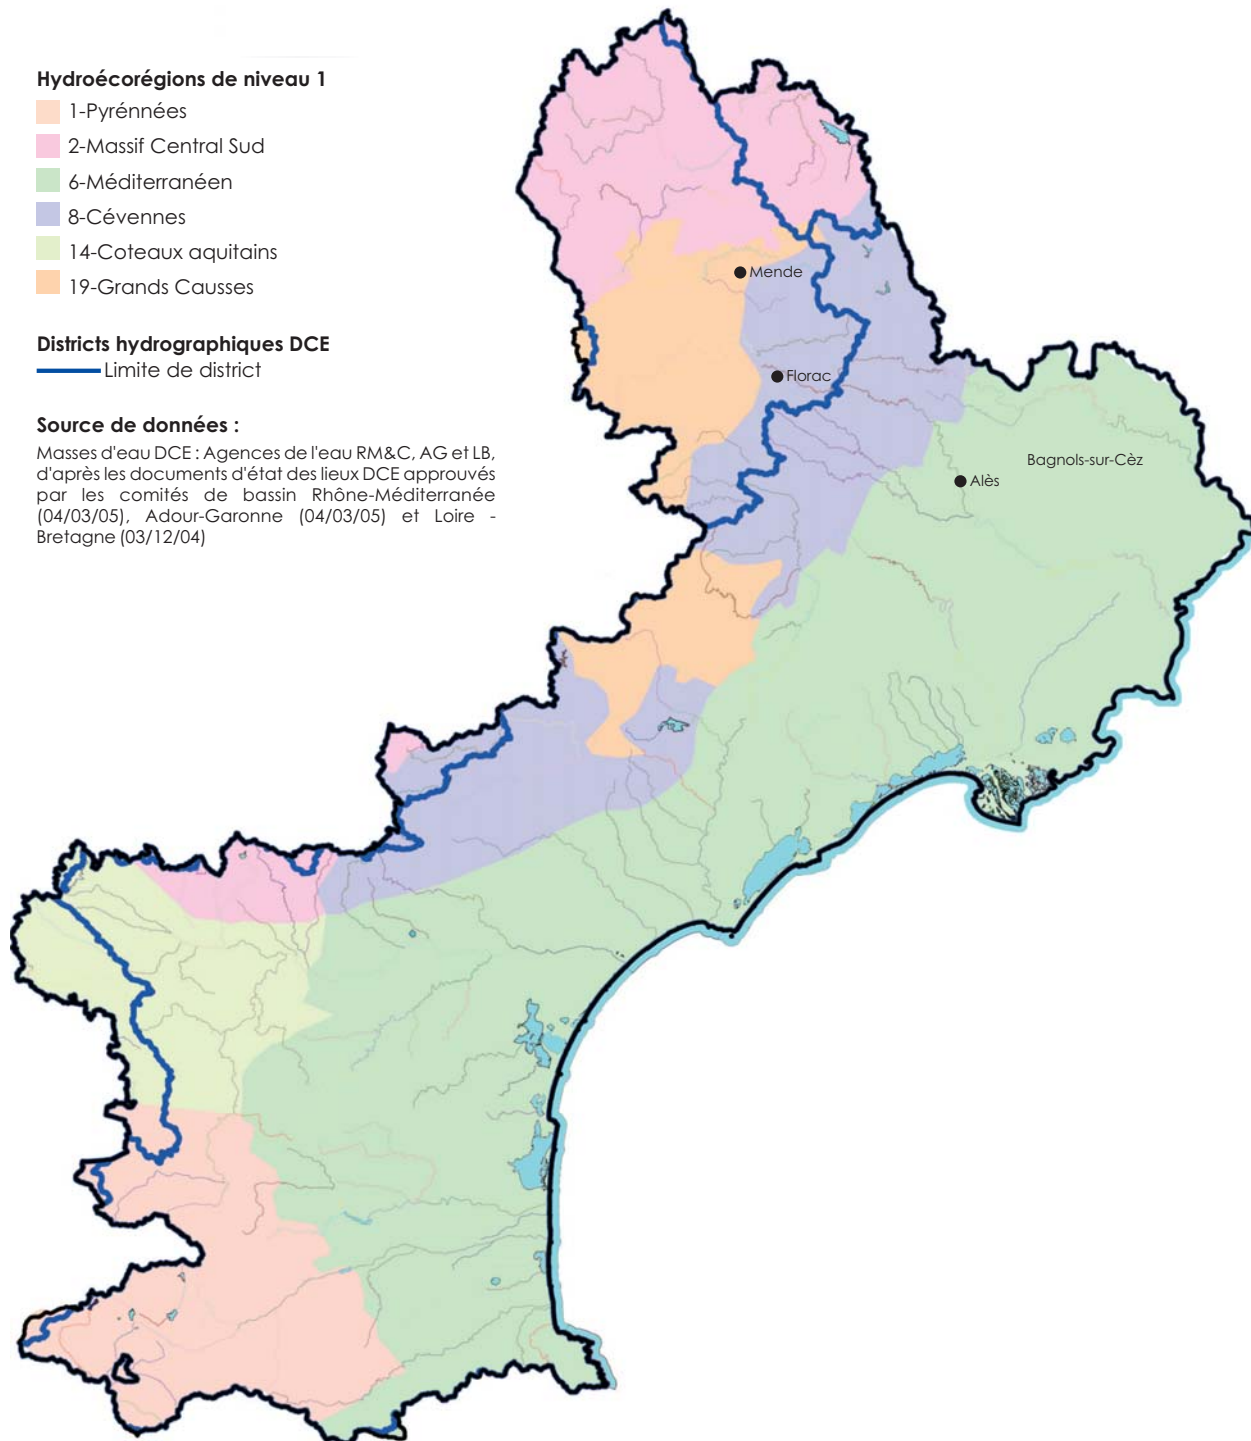 Hydroécorégions de niveau 1
1-Pyrénnées
2-Massif Central Sud
6-Méditerranéen
8-Cévennes
14-Coteaux aquitains
19-Grands Causses
Districts hydrographiques DCE
Limite de district
Source de données :
Masses d'eau DCE : Agences de l'eau RM&C, AG et LB,
d'après les documents d'état des lieux DCE approuvés
par les comités de bassin Rhône-Méditerranée
(04/03/05), Adour-Garonne (04/03/05) et Loire -
Bretagne (03/12/04)
Mende
Florac
Bagnols-sur-Cèz
Alès